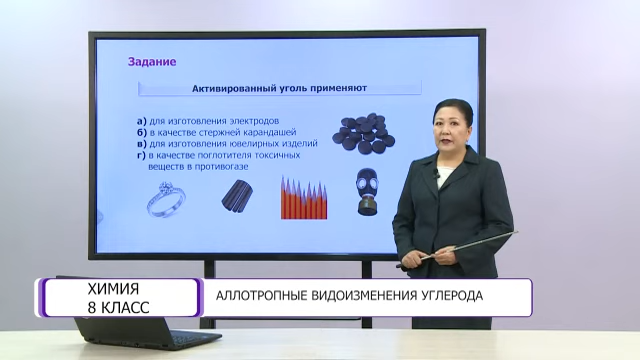 Задание
Активированный уголь применяют
а) для изготовления электродов
б) в качестве стержней карандашей
в) для изготовления ювелирных изделий
г) в качестве поглотителя токсичных
веществ в противогазе
ХИМИЯ
8 КЛАСС
АЛЛОТРОПНЫЕ ВИДОИЗМЕНЕНИЯ УГЛЕРОДА